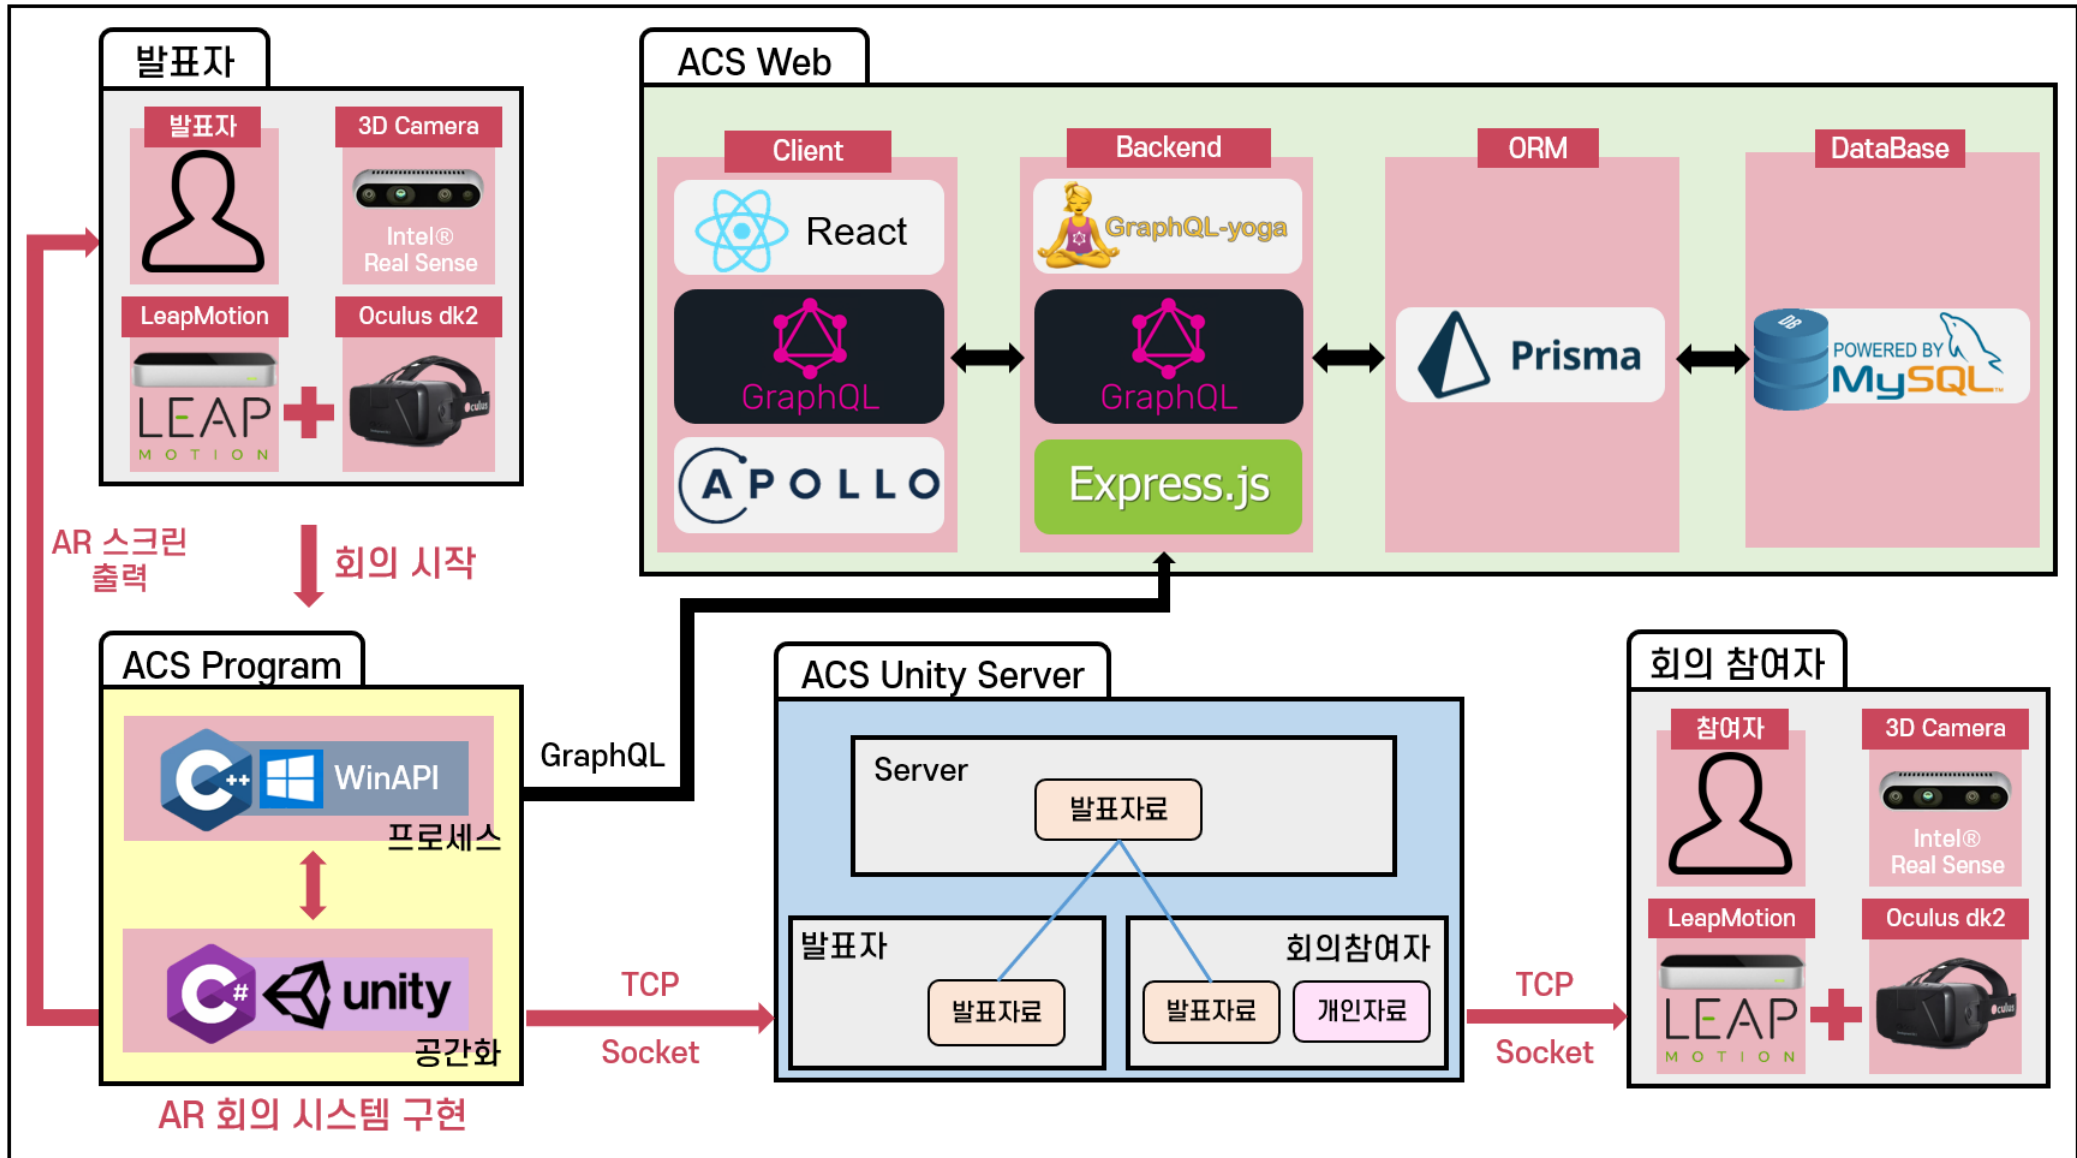 발표자
발표자
3D Camera
Intel®
Real Sense
LeapMotion
Oculus dk2
LEAP
MOTION
oculus
AR 스크린
출력
회의 시작
ACS Web
Client
Backend
ORM
DataBase
React
GraphQL-yoga
GraphQL
GraphQL
Prisma
DB
POWERED BY
MySQL™
APOLLO
Express.js
ACS Program
C++
WinAPI
프로세스
C#
unity
공간화
AR 회의 시스템 구현
GraphQL
TCP
Socket
ACS Unity Server
Server
발표자료
발표자
발표자료
회의참여자
발표자료
개인자료
TCP
Socket
회의 참여자
참여자
3D Camera
Intel®
Real Sense
LeapMotion
Oculus dk2
LEAP
MOTION
oculus